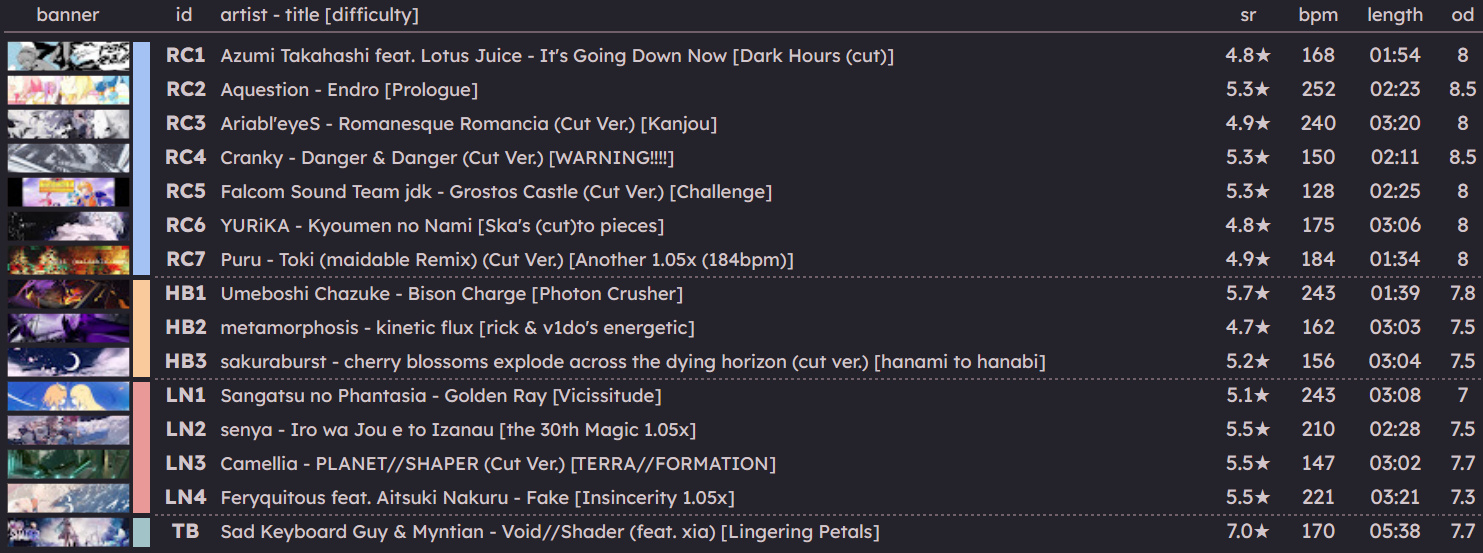 banner id artist - title [difficulty] sr bpm length od
RC1 Azumi Takahashi feat. Lotus Juice - It's Going Down Now [Dark Hours (cut)] 4.8★ 168 01:54 8
RC2 Aquestion - Endro [Prologue] 5.3★ 252 02:23 8.5
RC3 Ariabl'eyeS - Romanesque Romancia (Cut Ver.) [Kanjou] 4.9★ 240 03:20 8
RC4 Cranky - Danger & Danger (Cut Ver.) [WARNING!!!!] 5.3★ 150 02:11 8.5
RC5 Falcom Sound Team jdk - Grostos Castle (Cut Ver.) [Challenge] 5.3★ 128 02:25 8
RC6 YURiKA - Kyoumen no Nami [Ska's (cut)to pieces] 4.8★ 175 03:06 8
RC7 Puru - Toki (maidable Remix) (Cut Ver.) [Another 1.05x (184bpm)] 4.9★ 184 01:34 8
HB1 Umeboshi Chazuke - Bison Charge [Photon Crusher] 5.7★ 243 01:39 7.8
HB2 metamorphosis - kinetic flux [rick & v1do's energetic] 4.7★ 162 03:03 7.5
HB3 sakuraburst - cherry blossoms explode across the dying horizon (cut ver.) [hanami to hanabi] 5.2★ 156 03:04 7.5
LN1 Sangatsu no Phantasia - Golden Ray [Vicissitude] 5.1★ 243 03:08 7
LN2 senya - Iro wa Jou e to Izanau [the 30th Magic 1.05x] 5.5★ 210 02:28 7.5
LN3 Camellia - PLANET//SHAPER (Cut Ver.) [TERRA//FORMATION] 5.5★ 147 03:02 7.7
LN4 Feryquitous feat. Aitsuki Nakuru - Fake [Insincerity 1.05x] 5.5★ 221 03:21 7.3
TB Sad Keyboard Guy & Myntian - Void//Shader (feat. xia) [Lingering Petals] 7.0★ 170 05:38 7.7